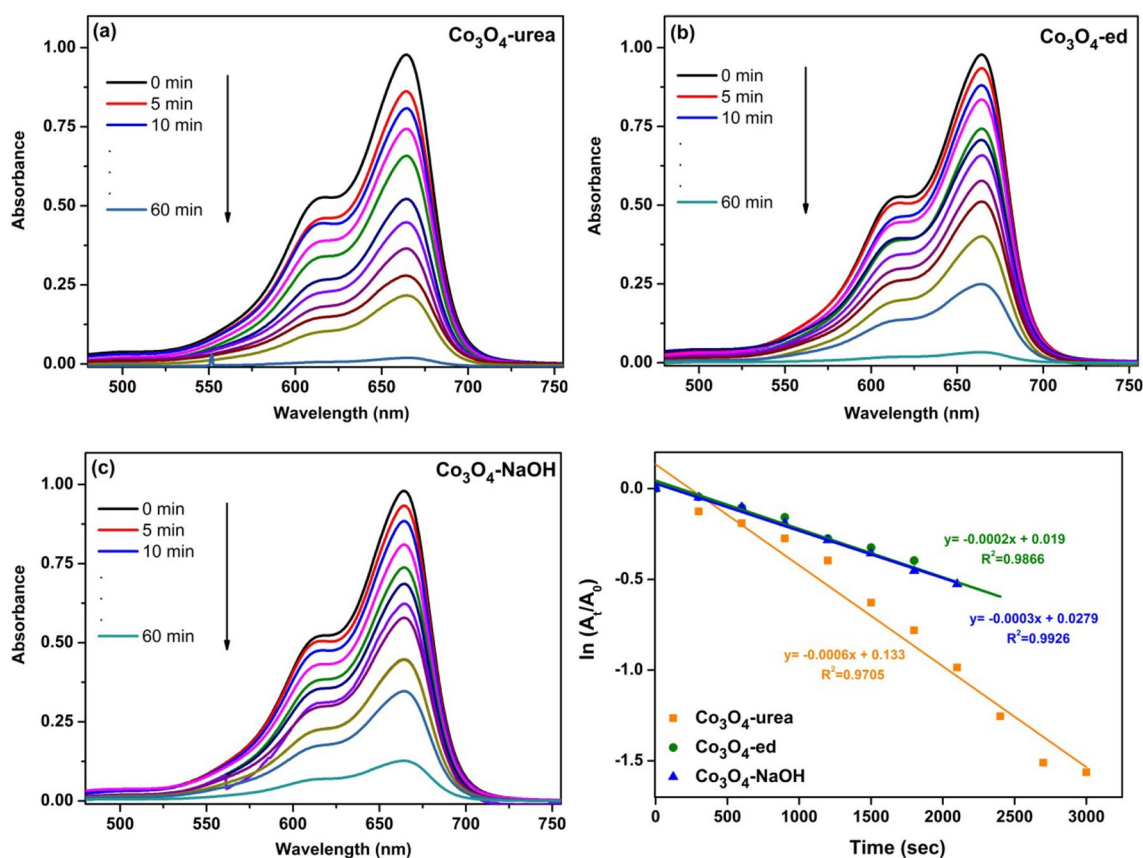 (a)
Co₃O₄-urea
1.00
0.75
0.50
0.25
0.00
Absorbance
0 min
5 min
10 min
60 min
500 550 600 650 700 750
Wavelength (nm)
(b)
Co₃O₄-ed
1.00
0.75
0.50
0.25
0.00
Absorbance
0 min
5 min
10 min
60 min
500 550 600 650 700 750
Wavelength (nm)
(c)
Co₃O₄-NaOH
1.00
0.75
0.50
0.25
0.00
Absorbance
0 min
5 min
10 min
60 min
500 550 600 650 700 750
Wavelength (nm)
0.0
-0.5
-1.0
-1.5
ln (Aₜ/A₀)
y= -0.0002x + 0.019
R²=0.9866
y= -0.0003x + 0.0279
R²=0.9926
y= -0.0006x + 0.133
R²=0.9705
Co₃O₄-urea
Co₃O₄-ed
Co₃O₄-NaOH
0 500 1000 1500 2000 2500 3000
Time (sec)